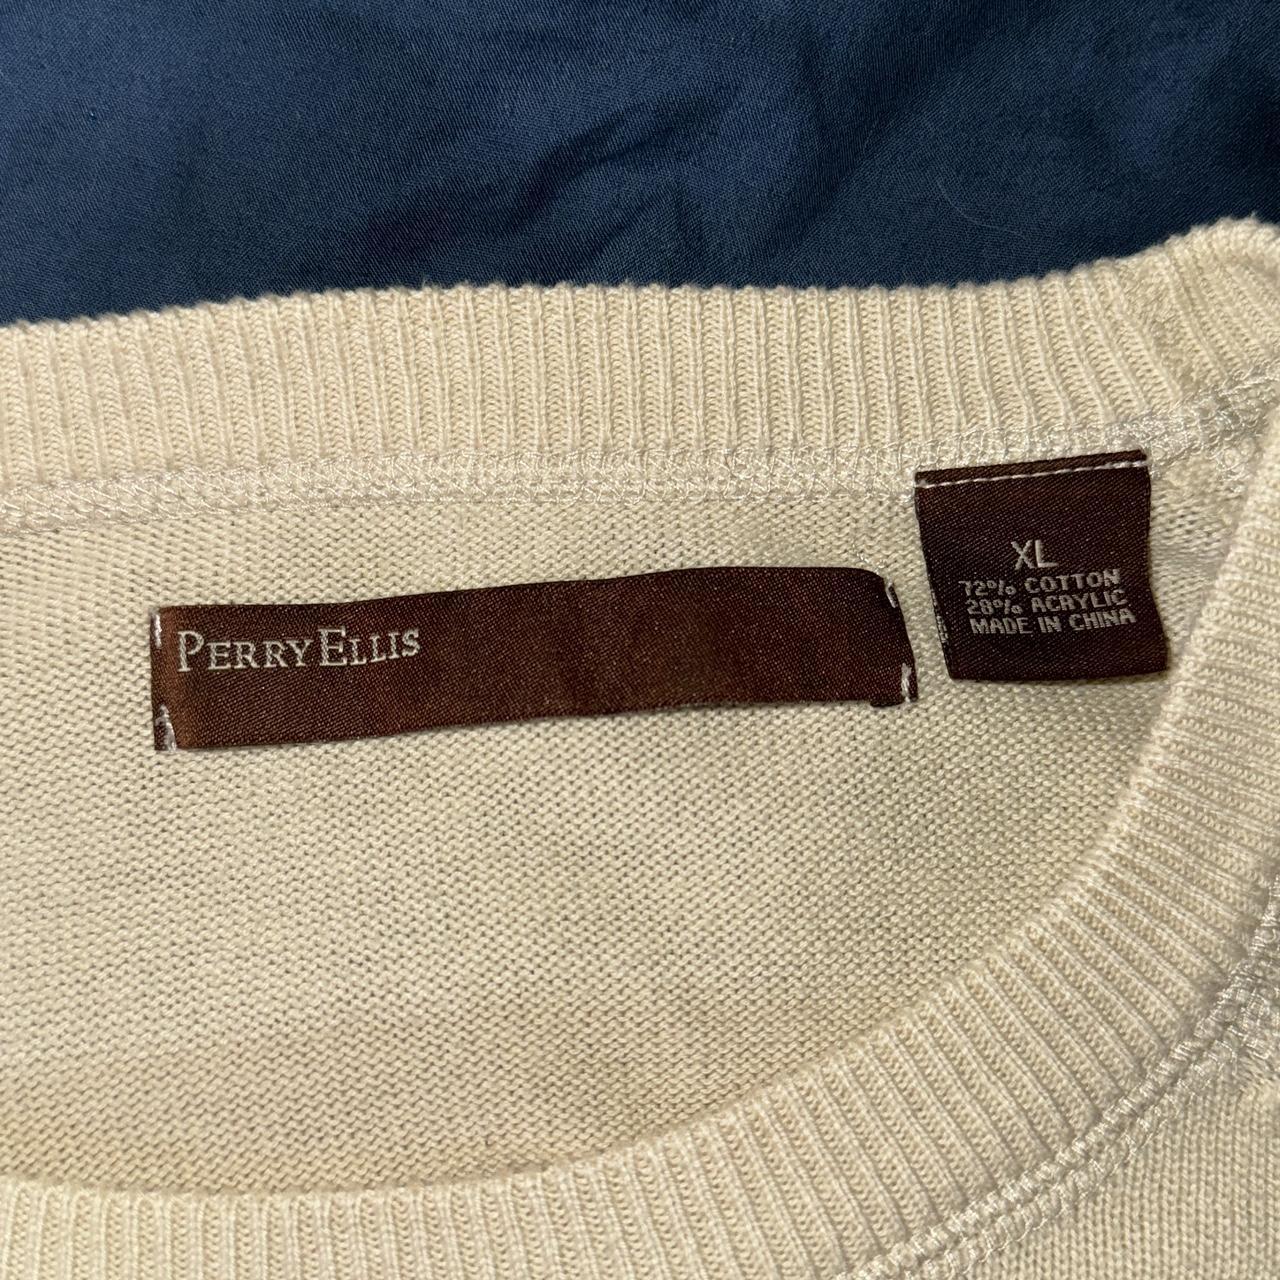 PERRY ELLIS
XL
72% COTTON
28% ACRYLIC
MADE IN CHINA